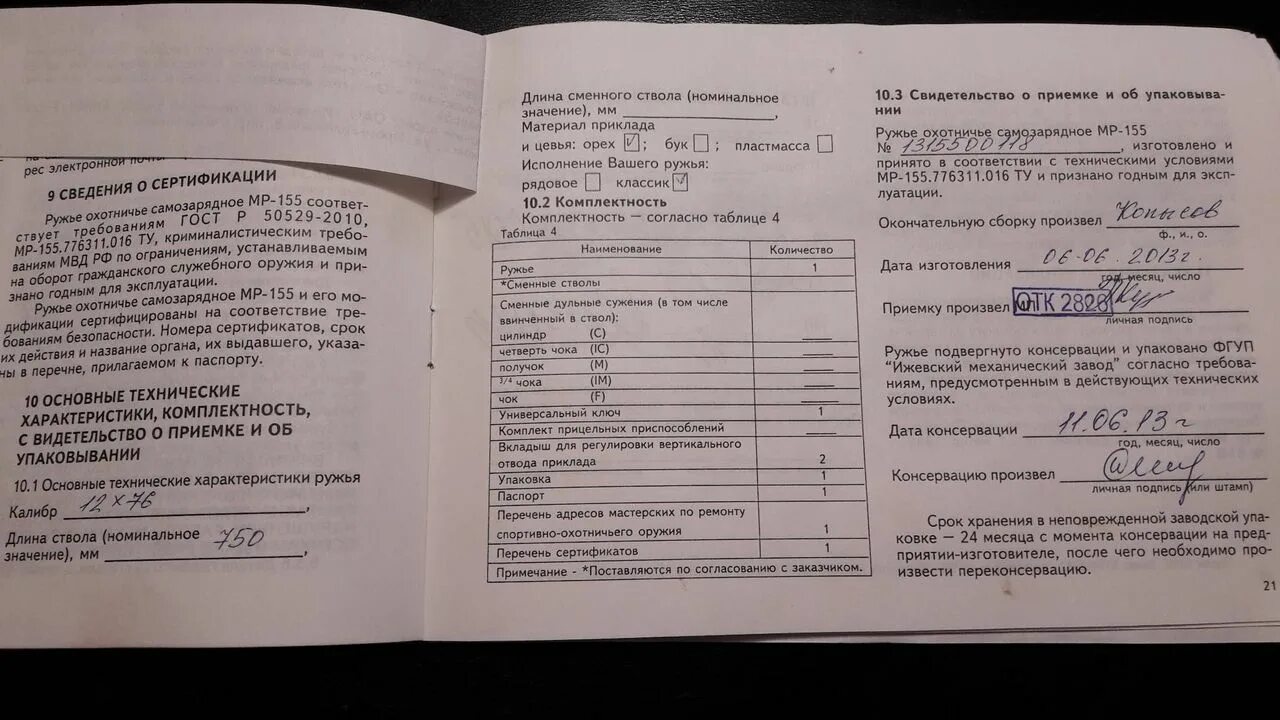 рес электронной почты
9 СВЕДЕНИЯ О СЕРТИФИКАЦИИ
Ружье охотничье самозарядное МР-155 соответ-
ствует требованиям ГОСТ Р 50529-2010,
МР-155.776311.016 ТУ, криминалистическим требо-
ваниям МВД РФ по ограничениям, устанавливаемым
на оборот гражданского служебного оружия и при-
знано годным для эксплуатации.
Ружье охотничье самозарядное МР-155 и его мо-
дификации сертифицированы на соответствие тре-
бованиям безопасности. Номера сертификатов, срок
их действия и название органа, их выдавшего, указа-
ны в перечне, прилагаемом к паспорту.
10 ОСНОВНЫЕ ТЕХНИЧЕСКИЕ
ХАРАКТЕРИСТИКИ, КОМПЛЕКТНОСТЬ,
С ВИДЕТЕЛЬСТВО О ПРИЕМКЕ И ОБ
УПАКОВЫВАНИИ
10.1 Основные технические характеристики ружья
Калибр 12×76,
Длина ствола (номинальное
значение), мм 750,
Длина сменного ствола (номинальное
значение), мм ,
Материал приклада
и цевья: орех ; бук ; пластмасса
Исполнение Вашего ружья:
рядовое классик
10.2 Комплектность
Комплектность — согласно таблице 4
Таблица 4
Наименование Количество
Ружье 1
*Сменные стволы
Сменные дульные сужения (в том числе
ввинченный в ствол):
цилиндр (C)
четверть чока (IC)
получок (M)
3/4 чока (IM)
чок (F)
Универсальный ключ 1
Комплект прицельных приспособлений
Вкладыш для регулировки вертикального
отвода приклада 2
Упаковка 1
Паспорт 1
Перечень адресов мастерских по ремонту
спортивно-охотничьего оружия 1
Перечень сертификатов 1
Примечание - *Поставляются по согласованию с заказчиком.
10.3 Свидетельство о приемке и об упаковыва-
нии
Ружье охотничье самозарядное МР-155
№ 1315500118, изготовлено и
принято в соответствии с техническими условиями
МР-155.776311.016 ТУ и признано годным для эксп-
луатации.
Окончательную сборку произвел Копысов
ф., и., о.
Дата изготовления 06-06.2013г.
год, месяц, число
Приемку произвел ОТК 2828
личная подпись
Ружье подвергнуто консервации и упаковано ФГУП
"Ижевский механический завод" согласно требова-
ниям, предусмотренным в действующих технических
условиях.
Дата консервации 11.06.13г
год, месяц, число
Консервацию произвел
личная подпись (или штамп)
Срок хранения в неповрежденной заводской упа-
ковке — 24 месяца с момента консервации на пред-
приятии-изготовителе, после чего необходимо про-
извести переконсервацию.
21